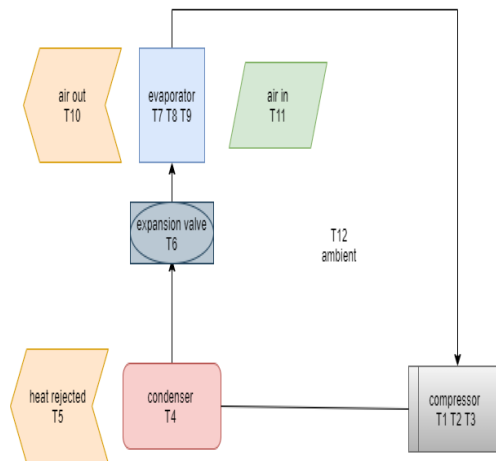 air out
T10
evaporator
T7 T8 T9
air in
T11
expansion valve
T6
T12
ambient
heat rejected
T5
condenser
T4
compressor
T1 T2 T3